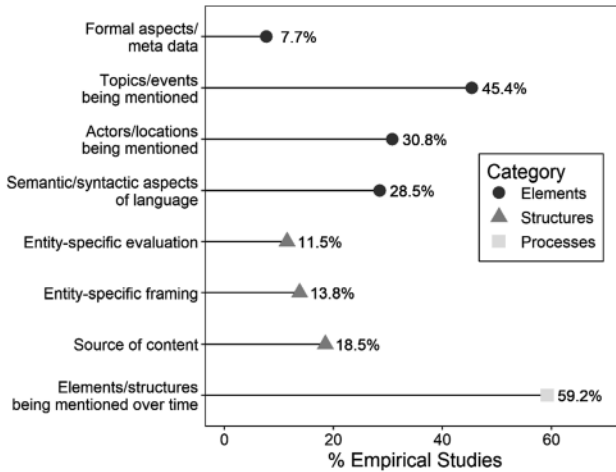 Formal aspects/
meta data
7.7%
Topics/events
being mentioned
45.4%
Actors/locations
being mentioned
30.8%
Semantic/syntactic aspects
of language
28.5%
Category
Elements
Structures
Processes
Entity-specific evaluation
11.5%
Entity-specific framing
13.8%
Source of content
18.5%
Elements/structures
being mentioned over time
59.2%
0 20 40 60
% Empirical Studies